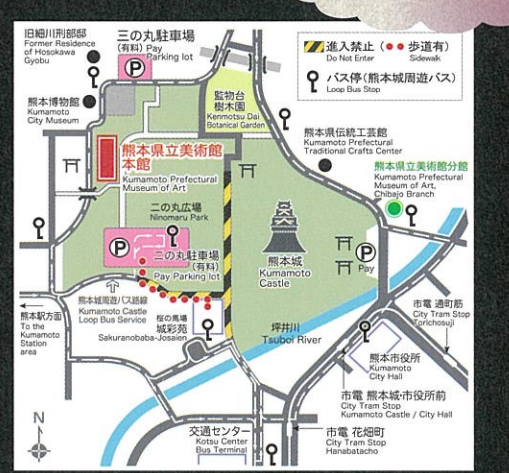 旧細川刑部邸
Former Residence
of Hosokawa
Gyobu
三の丸駐車場
(有料) Pay
Parking lot
P
進入禁止 (●● 歩道有)
Do Not Enter Sidewalk
バス停(熊本城周遊バス)
Loop Bus Stop
熊本博物館
Kumamoto
City Museum
監物台
樹木園
Kenmotsu Dai
Botanical Garden
熊本県伝統工芸館
Kumamoto Prefectural
Traditional Crafts Center
熊本県立美術館
本館
Kumamoto Prefectural
Museum of Art
熊本県立美術館分館
Kumamoto Prefectural
Museum of Art,
Chibajo Branch
二の丸広場
Ninomaru Park
P
二の丸駐車場
(有料)
Pay Parking lot
熊本城
Kumamoto
Castle
P
Pay
熊本城周遊バス路線
Kumamoto Castle
Loop Bus Service
桜の馬場
城彩苑
Sakuranobaba-Josaien
熊本駅方面
To the
Kumamoto
Station
area
坪井川
Tsuboi River
市電 通町筋
City Tram Stop
Torichosuji
熊本市役所
Kumamoto
City Hall
市電 熊本城・市役所前
City Tram Stop
Kumamoto Castle / City Hall
市電 花畑町
City Tram Stop
Hanabatacho
交通センター
Kotsu Center
Bus Terminal
N